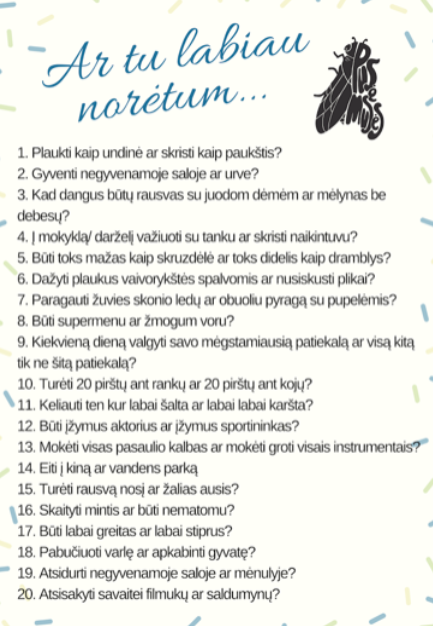 Ar tu labiau
norėtum...
Pus
ė
Musės
1. Plaukti kaip undinė ar skristi kaip paukštis?
2. Gyventi negyvenamoje saloje ar urve?
3. Kad dangus būtų rausvas su juodom dėmėm ar mėlynas be
debesų?
4. Į mokyklą/ darželį važiuoti su tanku ar skristi naikintuvu?
5. Būti toks mažas kaip skruzdėlė ar toks didelis kaip dramblys?
6. Dažyti plaukus vaivorykštės spalvomis ar nusiskusti plikai?
7. Paragauti žuvies skonio ledų ar obuolių pyragą su pupelėmis?
8. Būti supermenu ar žmogum voru?
9. Kiekvieną dieną valgyti savo mėgstamiausią patiekalą ar visą kitą
tik ne šitą patiekalą?
10. Turėti 20 pirštų ant rankų ar 20 pirštų ant kojų?
11. Keliauti ten kur labai šalta ar labai labai karšta?
12. Būti įžymus aktorius ar įžymus sportininkas?
13. Mokėti visas pasaulio kalbas ar mokėti groti visais instrumentais?
14. Eiti į kiną ar vandens parką
15. Turėti rausvą nosį ar žalias ausis?
16. Skaityti mintis ar būti nematomu?
17. Būti labai greitas ar labai stiprus?
18. Pabučiuoti varlę ar apkabinti gyvatę?
19. Atsidurti negyvenamoje saloje ar mėnulyje?
20. Atsisakyti savaitei filmukų ar saldumynų?